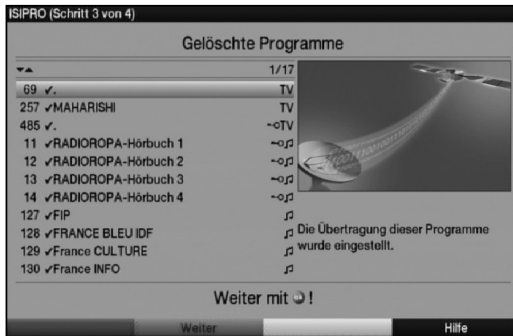 ISIPRO (Schritt 3 von 4)
Gelöschte Programme
1/17
69 ✓. TV
257 ✓MAHARISHI TV
485 ✓. TV
11 ✓RADIOROPA-Hörbuch 1
12 ✓RADIOROPA-Hörbuch 2
13 ✓RADIOROPA-Hörbuch 3
14 ✓RADIOROPA-Hörbuch 4
127 ✓FIP
128 ✓FRANCE BLEU IDF
129 ✓France CULTURE
130 ✓France INFO
Die Übertragung dieser Programme
wurde eingestellt.
Weiter mit !
Weiter Hilfe